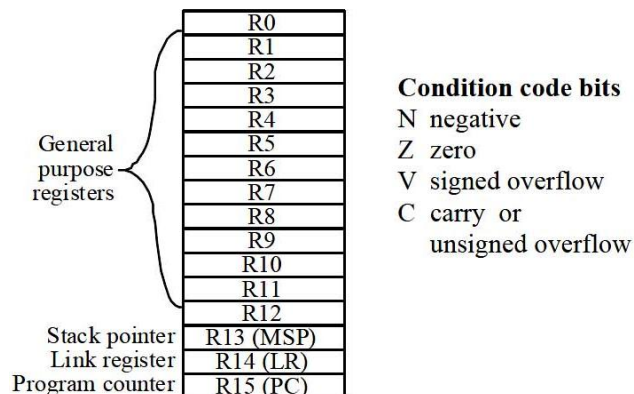 R0
R1
R2
R3
R4
R5
R6
R7
R8
R9
R10
R11
R12
R13 (MSP)
R14 (LR)
R15 (PC)
General
purpose
registers
Stack pointer
Link register
Program counter
Condition code bits
N negative
Z zero
V signed overflow
C carry or
unsigned overflow